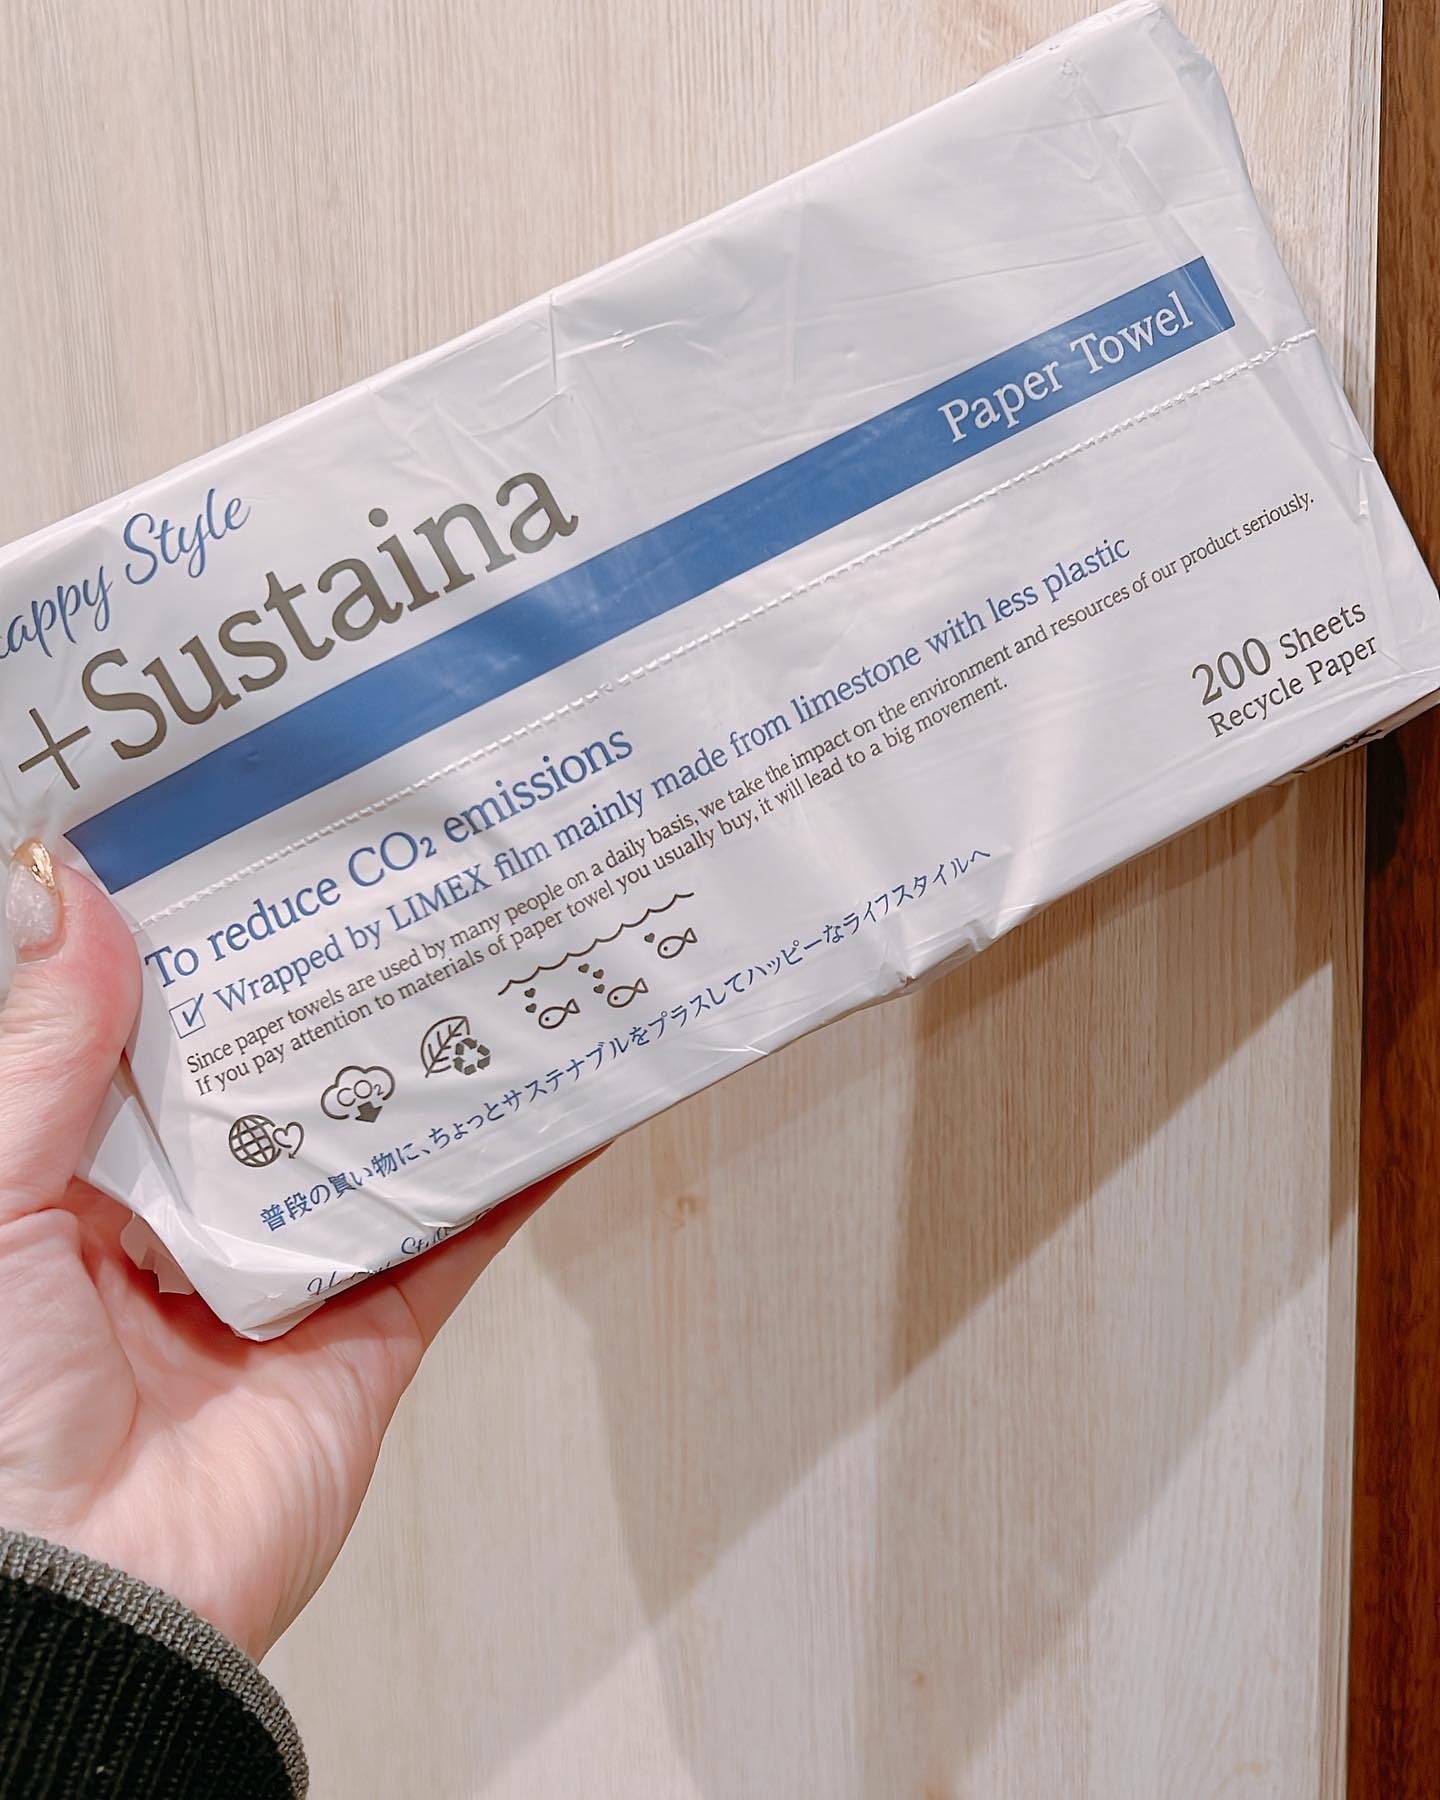 Style
+Sustaina
Paper Towel
To reduce CO₂ emissions
☑ Wrapped by LIMEX film mainly made from limestone with less plastic
Since paper towels are used by many people on a daily basis, we take the impact on the environment and resources of our product seriously.
If you pay attention to materials of paper towel you usually buy, it will lead to a big movement.
200 Sheets
Recycle Paper
CO₂
普段の買い物に、ちょっとサステナブルをプラスしてハッピーなライフスタイルへ